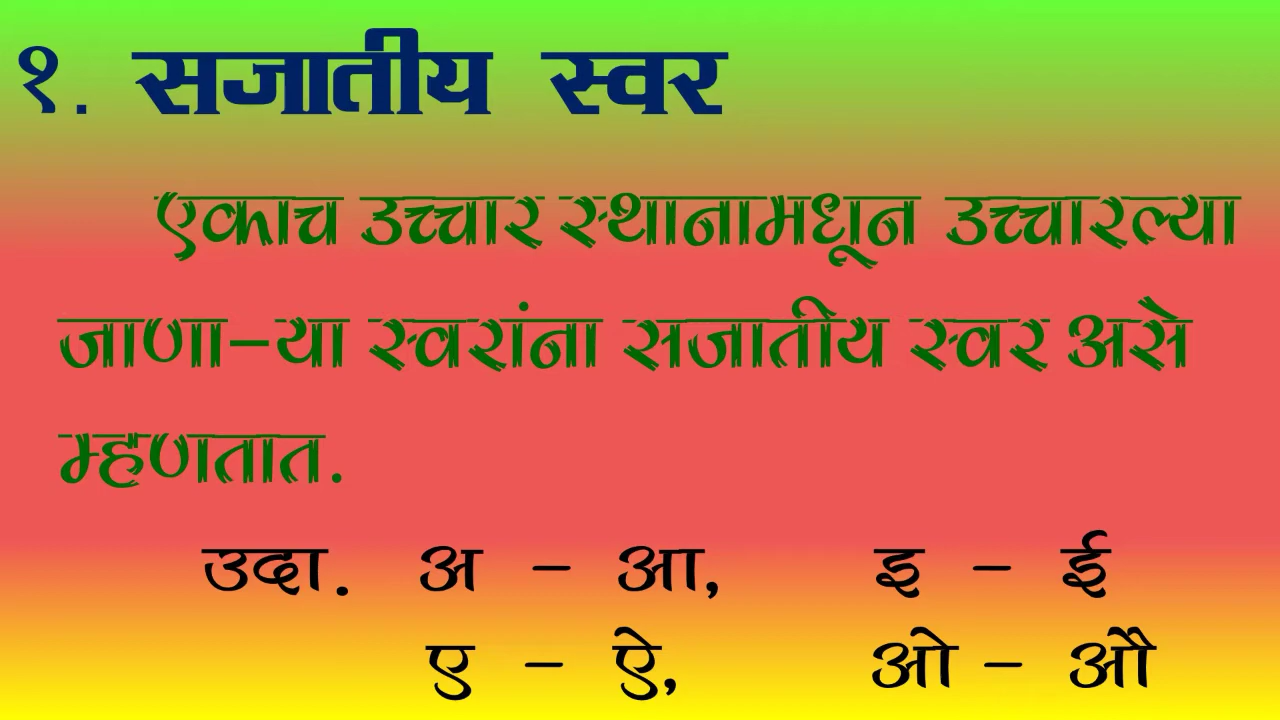 १. सजातीय स्वर
एकाच उच्चार स्थानामधून उच्चारल्या
जाणा-या स्वरांना सजातीय स्वर असे
म्हणतात.
उदा. अ - आ, इ - ई
ए - ऐ, ओ - औ